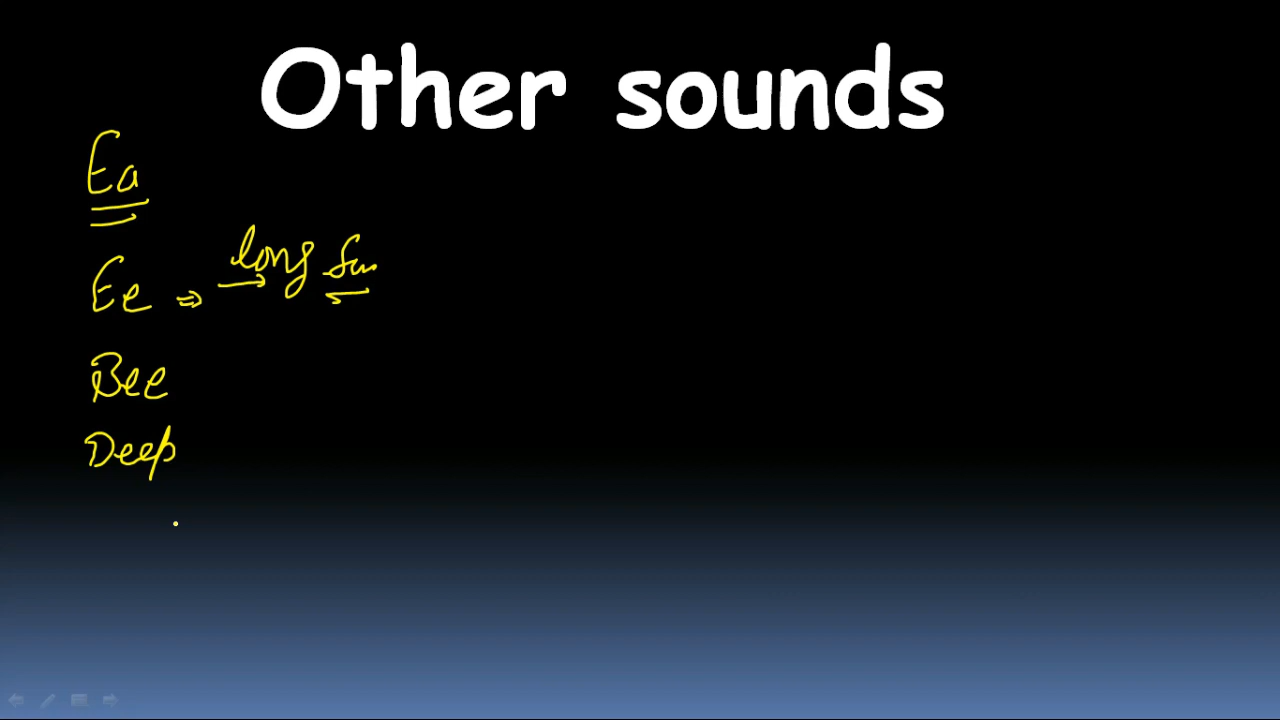 Other sounds
Ea
Ee ⇒ long
Bee
Deep